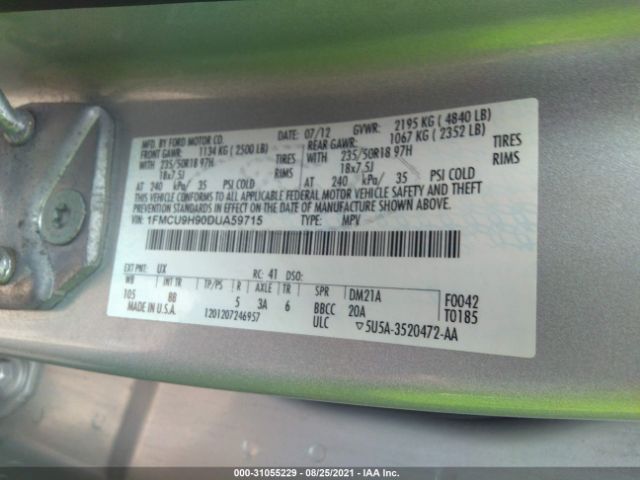 MFD. BY FORD MOTOR CO. DATE: 07/12 GVWR: 2195 KG ( 4840 LB)
FRONT GAWR: 1134 KG ( 2500 LB) REAR GAWR: 1067 KG ( 2352 LB)
WITH 235/50R18 97H TIRES WITH 235/50R18 97H TIRES
18x7.5J RIMS 18x7.5J RIMS
AT 240 kPa/ 35 PSI COLD AT 240 kPa/ 35 PSI COLD
THIS VEHICLE CONFORMS TO ALL APPLICABLE FEDERAL MOTOR VEHICLE SAFETY AND THEFT
PREVENTION STANDARDS IN EFFECT ON THE DATE OF MANUFACTURE SHOWN ABOVE.
VIN: 1FMCU9H90DUA59715 TYPE: MPV
EXT PNT: UX RC: 41 DSO:
WB INT TR TP/PS R AXLE TR SPR DM21A F0042
105 BB 5 3A 6 BBCC 20A T0185
MADE IN U.S.A. 1201207246957 ULC ▽5U5A-3520472-AA
000-31055229 - 08/25/2021 - IAA Inc.